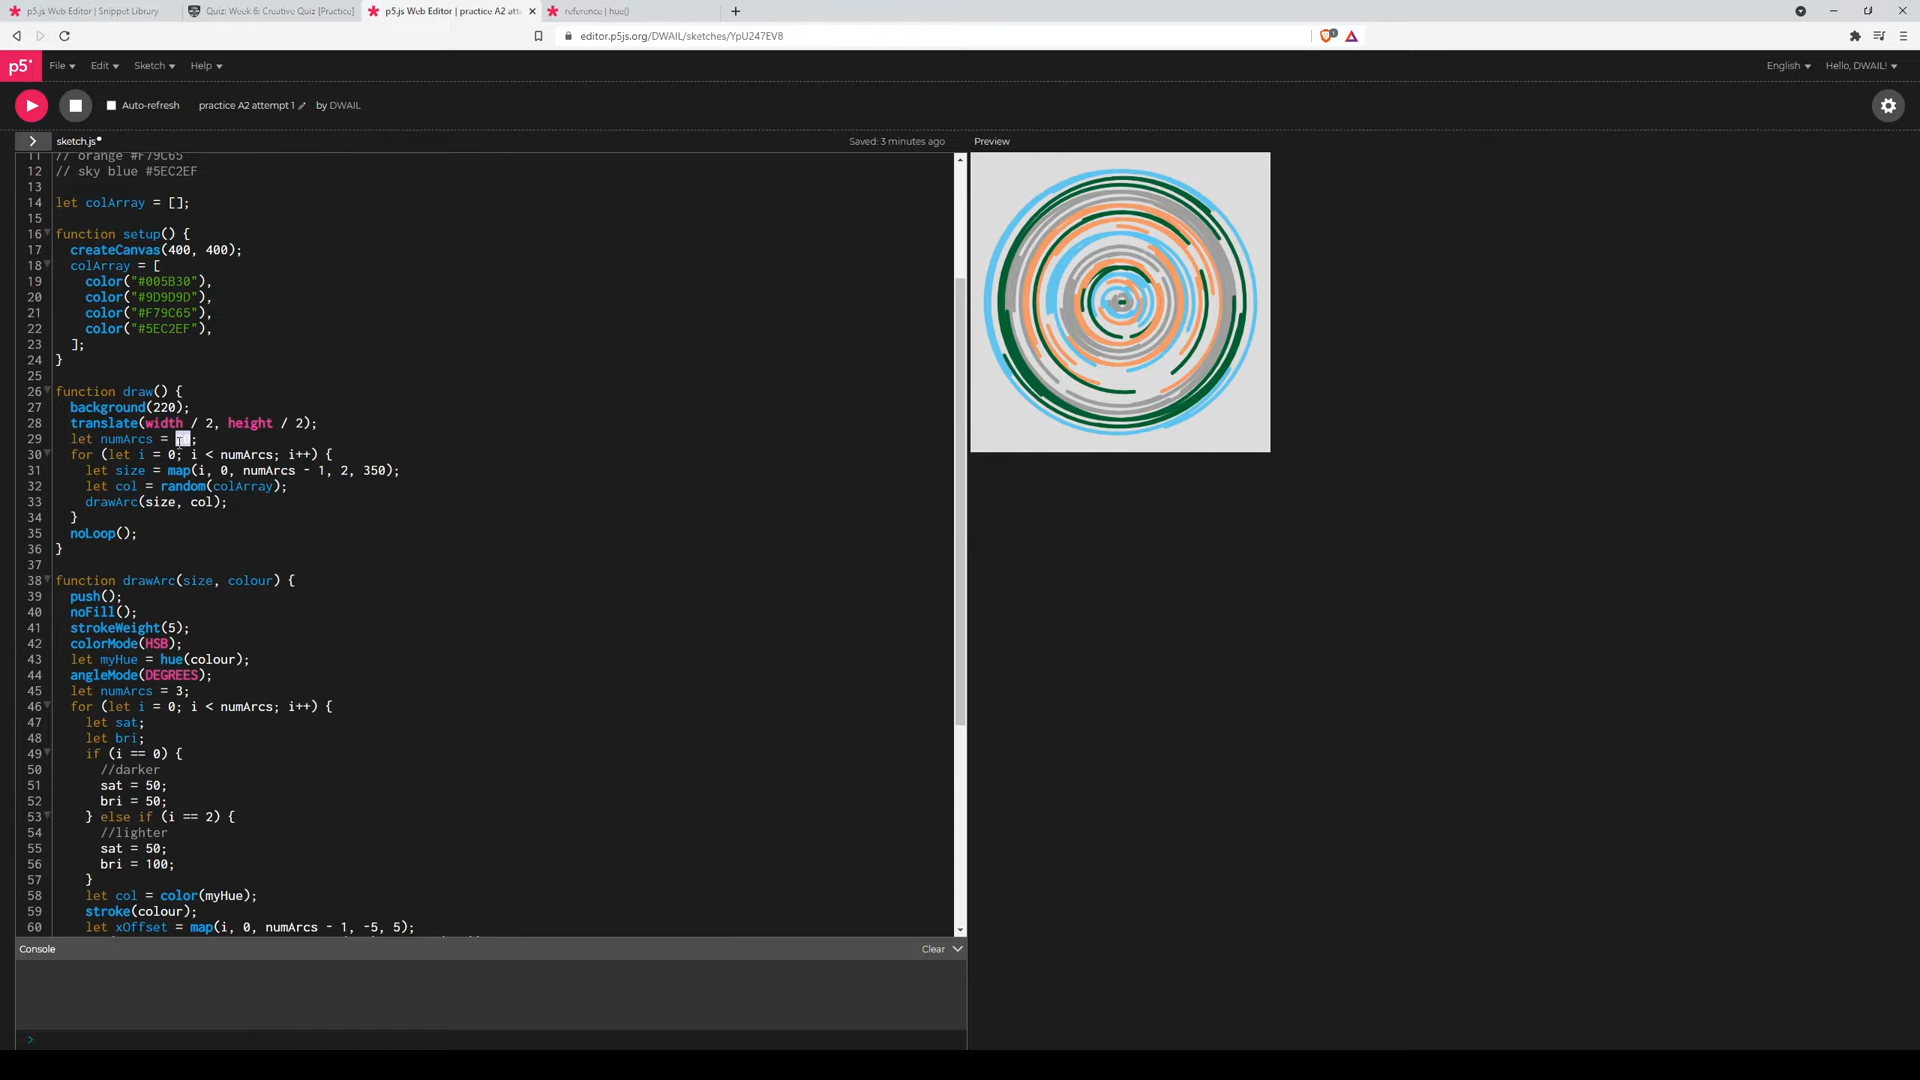 p5.js Web Editor | Snippet Library
Quiz: Week 6: Creative Quiz [Practice]
p5.js Web Editor | practice A2 att
reference | hue()
editor.p5js.org/DWAIL/sketches/YpU247EV8
p5* File Edit Sketch Help English Hello, DWAIL!
Auto-refresh practice A2 attempt 1 by DWAIL
sketch.js Saved: 3 minutes ago Preview
11 // orange #F79C65
12 // sky blue #5EC2EF
13
14 let colArray = [];
15
16 function setup() {
17 createCanvas(400, 400);
18 colArray = [
19 color("#005B30"),
20 color("#9D9D9D"),
21 color("#F79C65"),
22 color("#5EC2EF"),
23 ];
24 }
25
26 function draw() {
27 background(220);
28 translate(width / 2, height / 2);
29 let numArcs = ;
30 for (let i = 0; i < numArcs; i++) {
31 let size = map(i, 0, numArcs - 1, 2, 350);
32 let col = random(colArray);
33 drawArc(size, col);
34 }
35 noLoop();
36 }
37
38 function drawArc(size, colour) {
39 push();
40 noFill();
41 strokeWeight(5);
42 colorMode(HSB);
43 let myHue = hue(colour);
44 angleMode(DEGREES);
45 let numArcs = 3;
46 for (let i = 0; i < numArcs; i++) {
47 let sat;
48 let bri;
49 if (i == 0) {
50 //darker
51 sat = 50;
52 bri = 50;
53 } else if (i == 2) {
54 //lighter
55 sat = 50;
56 bri = 100;
57 }
58 let col = color(myHue);
59 stroke(colour);
60 let xOffset = map(i, 0, numArcs - 1, -5, 5);
Console Clear
>